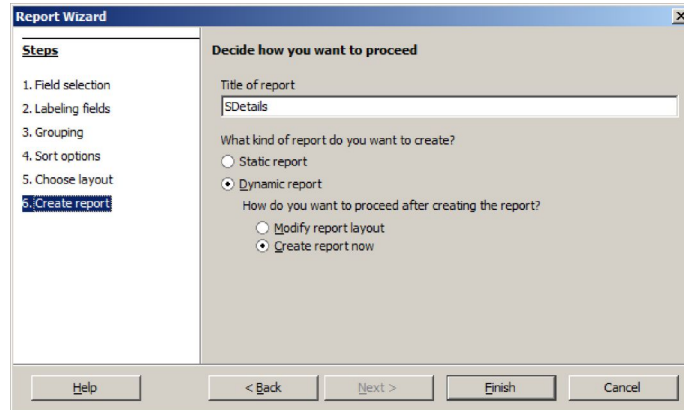 Report Wizard
Steps
1. Field selection
2. Labeling fields
3. Grouping
4. Sort options
5. Choose layout
6. Create report
Decide how you want to proceed
Title of report
SDetails
What kind of report do you want to create?
Static report
Dynamic report
How do you want to proceed after creating the report?
Modify report layout
Create report now
Help
< Back
Next >
Finish
Cancel